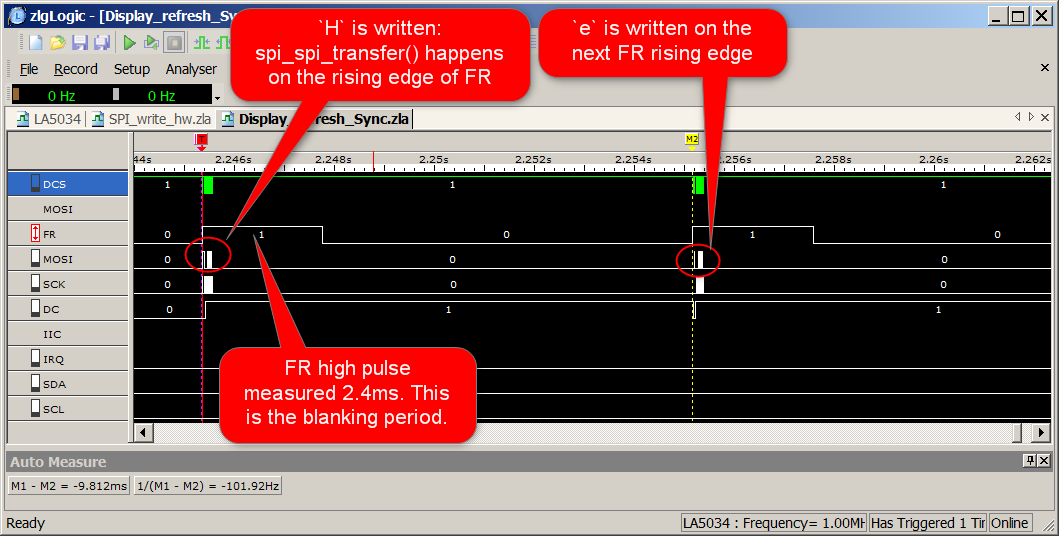 zlgLogic - [Display_refresh_Sync
`H` is written:
spi_spi_transfer() happens
on the rising edge of FR
`e` is written on the
next FR rising edge
File Record Setup Analyser
0 Hz 0 Hz
LA5034 SPI_write_hw.zla Display_refresh_Sync.zla
T M2
44s 2.246s 2.248s 2.25s 2.252s 2.254s 2.256s 2.258s 2.26s 2.262s
DCS 1 1 1
MOSI
FR 0 1 0 1 0
MOSI 0 0 0
SCK 0 0 0
DC 0 1 1
IIC
IRQ
SDA
SCL
FR high pulse
measured 2.4ms. This
is the blanking period.
Auto Measure
M1 - M2 = -9.812ms 1/(M1 - M2) = -101.92Hz
Ready LA5034 : Frequency= 1.00MH Has Triggered 1 Tim Online